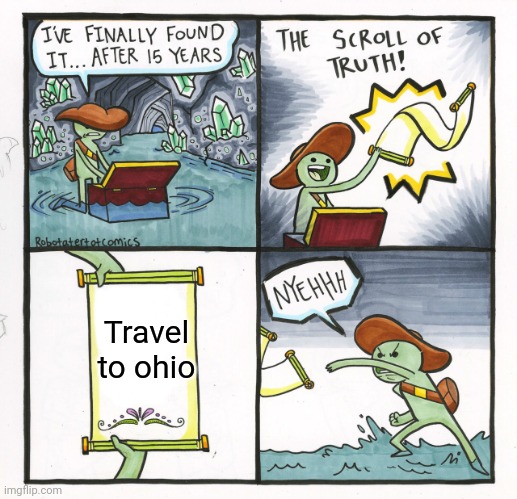 I'VE FINALLY FOUND
IT... AFTER 15 YEARS
THE SCROLL OF
TRUTH!
Robotatertotcomics
Travel
to ohio
NYEHHH
imgflip.com